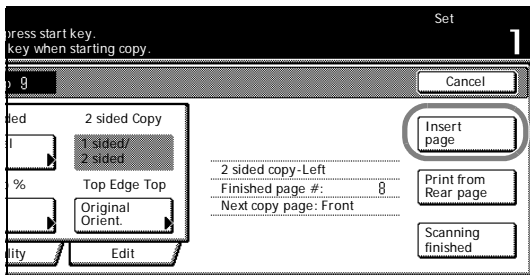 press start key.
key when starting copy.
Set
1
9
Cancel
2 sided Copy
1 sided/
2 sided
%
Top Edge Top
Original
Orient.
Edit
2 sided copy-Left
Finished page #: 8
Next copy page: Front
Insert
page
Print from
Rear page
Scanning
finished